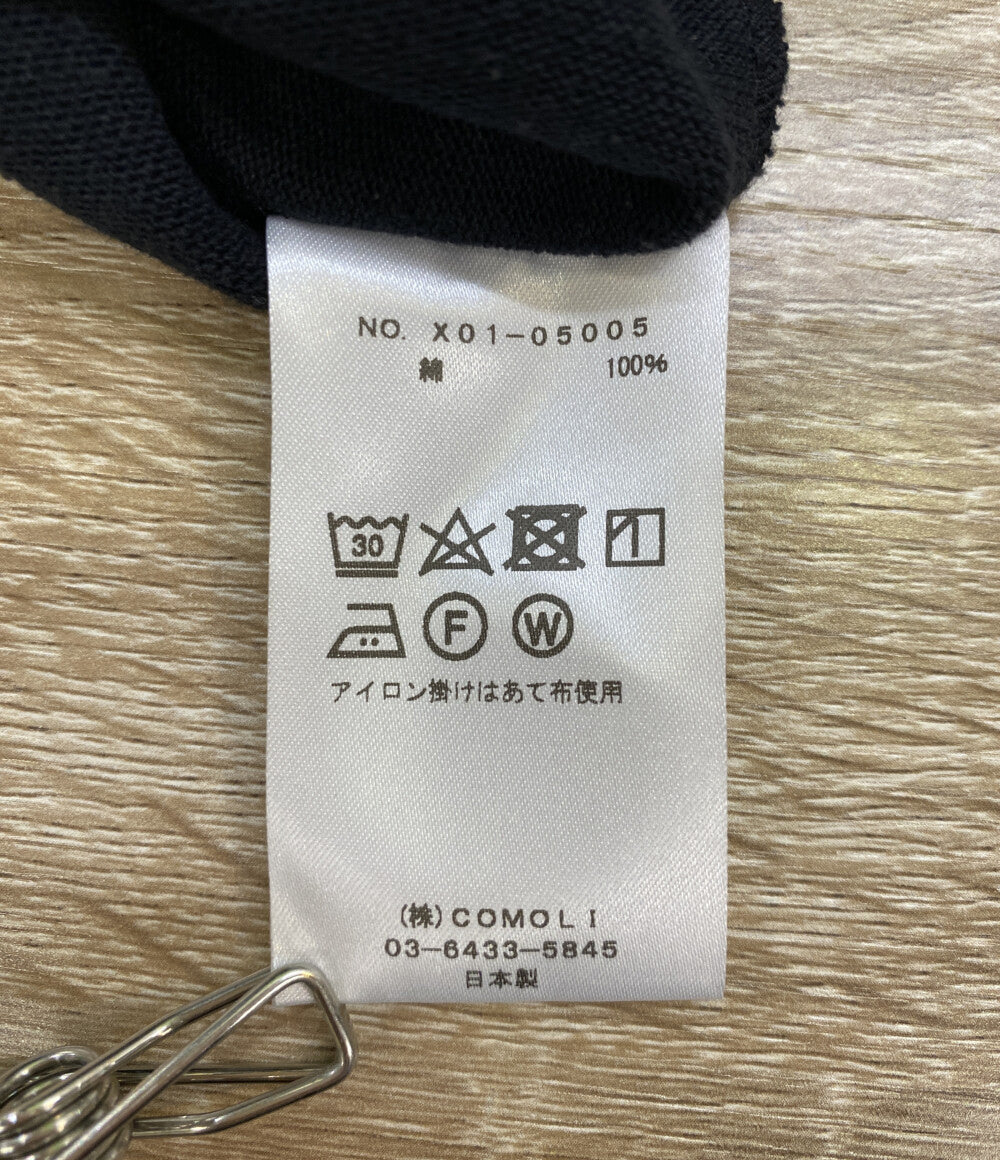 NO. X01-05005
綿 100%
30
F W
アイロン掛けはあて布使用
(株)COMOLI
03-6433-5845
日本製